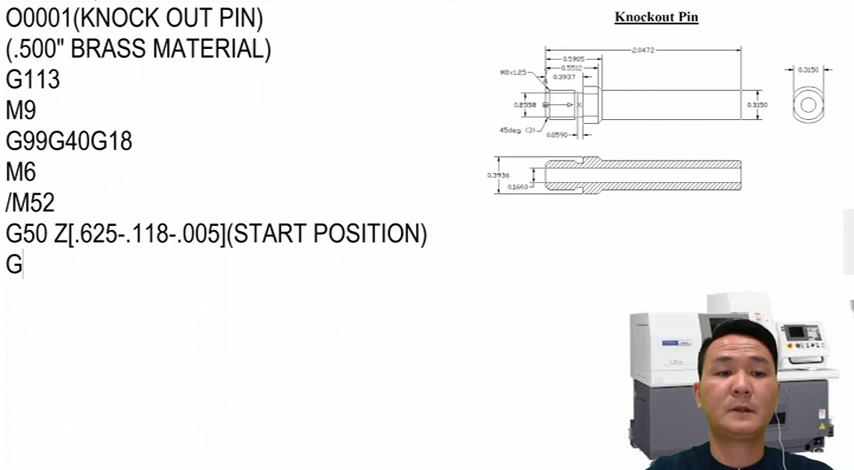 O0001(KNOCK OUT PIN)
(.500" BRASS MATERIAL)
G113
M9
G99G40G18
M6
/M52
G50 Z[.625-.118-.005](START POSITION)
G
Knockout Pin
2.0472
0.5905
0.5512
M8x1.25
0.3937
0.3150
0.2558
X
0.3150
45deg (2)
0.0590
0.3936
0.1660